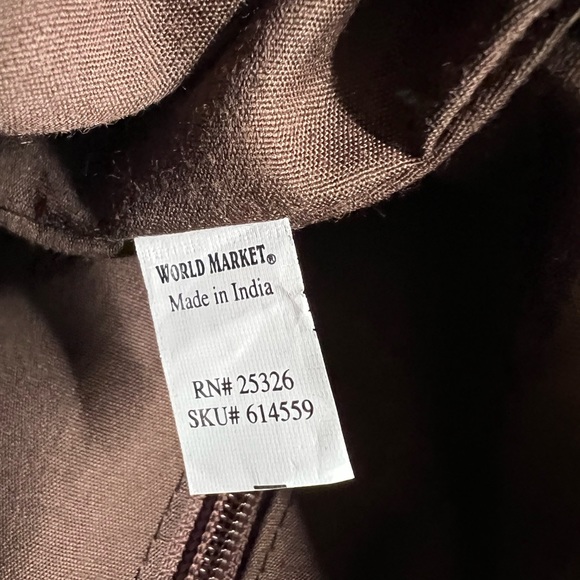 WORLD MARKET®
Made in India
RN# 25326
SKU# 614559